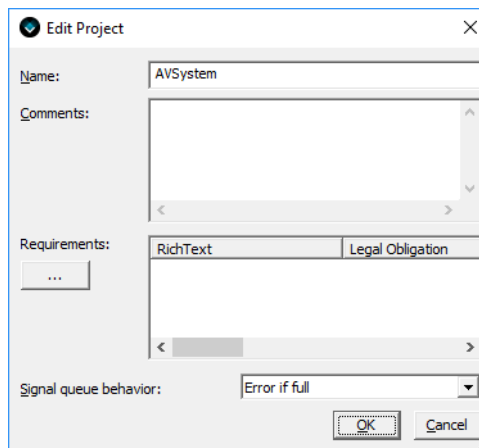 Edit Project
Name:
AVSystem
Comments:
Requirements:
...
RichText
Legal Obligation
Signal queue behavior:
Error if full
OK
Cancel